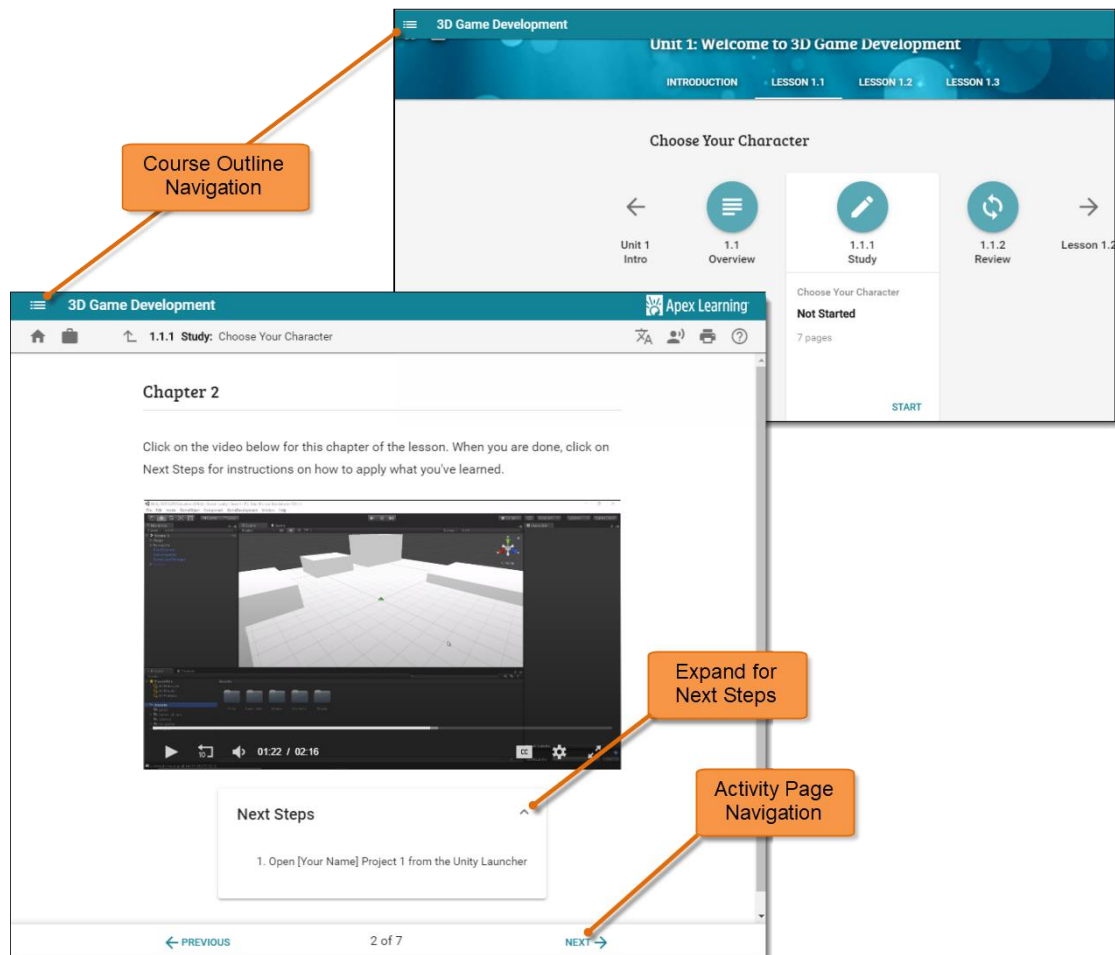 3D Game Development
Unit 1: Welcome to 3D Game Development
INTRODUCTION LESSON 1.1 LESSON 1.2 LESSON 1.3
Choose Your Character
Unit 1
Intro
1.1
Overview
1.1.1
Study
1.1.2
Review
Lesson 1.2
Choose Your Character
Not Started
7 pages
START
Course Outline
Navigation
3D Game Development
Apex Learning
1.1.1 Study: Choose Your Character
Chapter 2
Click on the video below for this chapter of the lesson. When you are done, click on
Next Steps for instructions on how to apply what you've learned.
10
01:22 / 02:16
CC
Expand for
Next Steps
Next Steps
1. Open [Your Name] Project 1 from the Unity Launcher
Activity Page
Navigation
PREVIOUS 2 of 7 NEXT